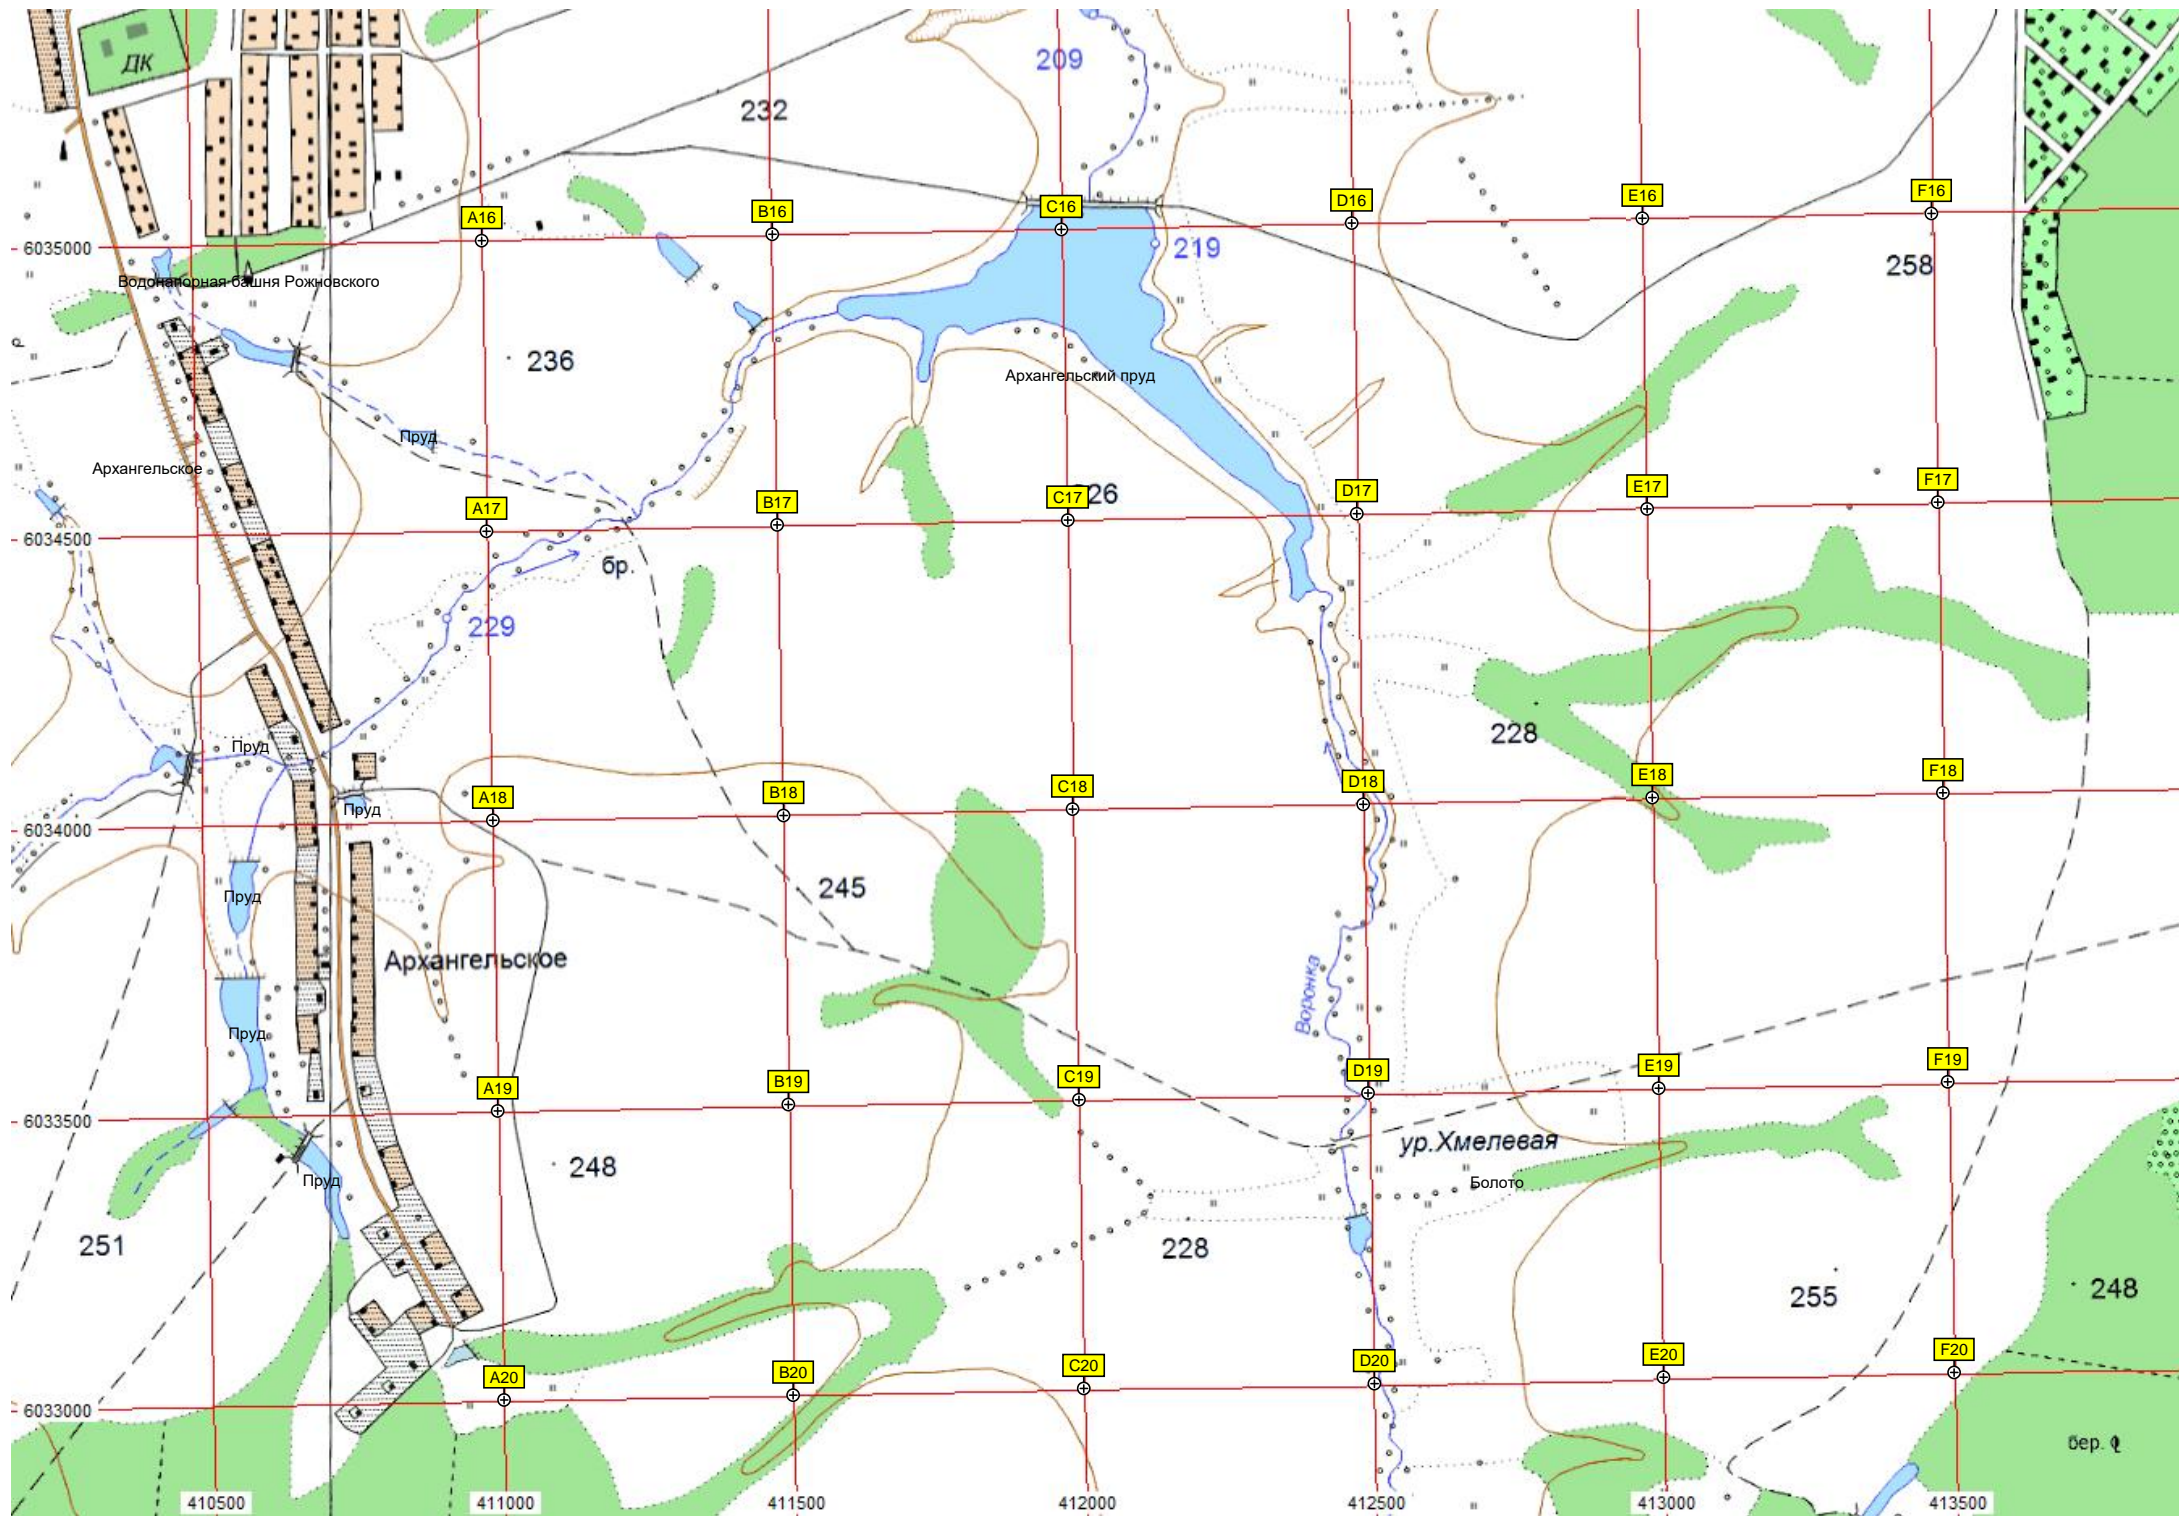 ДК
209
232
A16
B16
C16
D16
E16
F16
219
6035000
258
Водонапорная башня Рожновского
236
Архангельский пруд
Пруд
Архангельское
A17
B17
C17
26
D17
E17
F17
6034500
бр.
229
228
Пруд
A18
B18
C18
D18
E18
F18
Пруд
6034000
245
Пруд
Архангельское
Воронка
Пруд
A19
B19
C19
D19
E19
F19
6033500
ур.Хмелевая
248
Пруд
Болото
251
228
255
248
A20
B20
C20
D20
E20
F20
6033000
бер.
410500
411000
411500
412000
412500
413000
413500